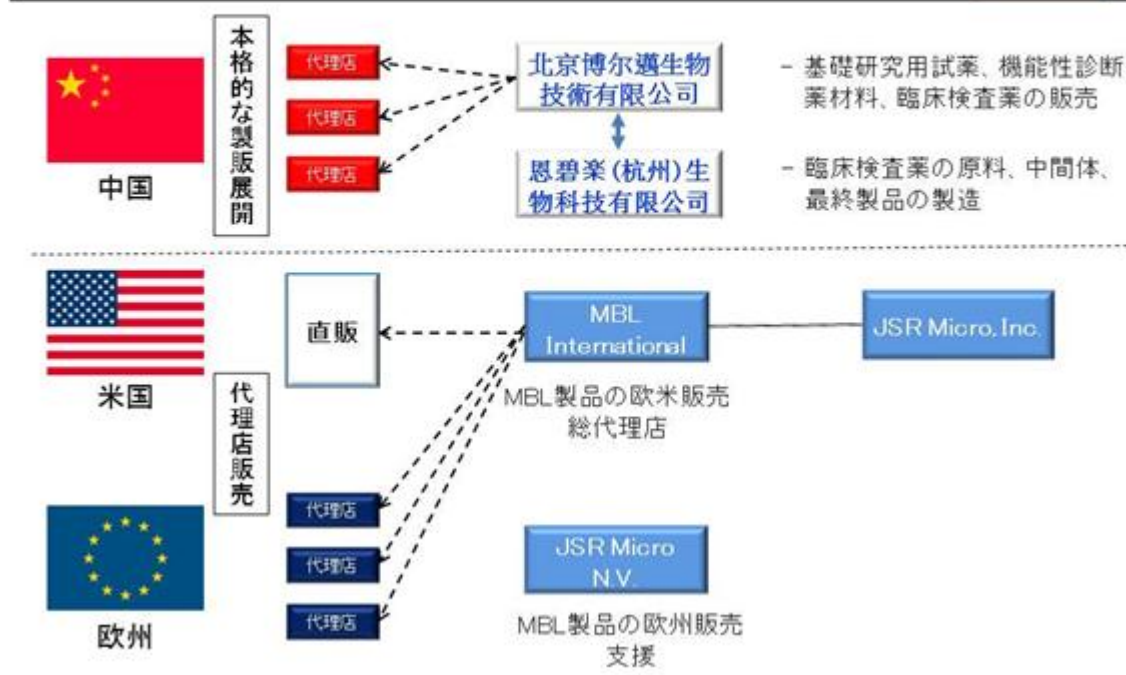 本格的な製販展開
代理店
代理店
代理店
北京博尔邁生物
技術有限公司
恩碧楽(杭州)生
物科技有限公司
- 基礎研究用試薬、機能性診断
薬材料、臨床検査薬の販売
- 臨床検査薬の原料、中間体、
最終製品の製造
中国
直販
MBL
International
JSR Micro, Inc.
MBL製品の欧米販売
総代理店
米国
代理店販売
代理店
代理店
代理店
JSR Micro
N.V.
MBL製品の欧州販売
支援
欧州